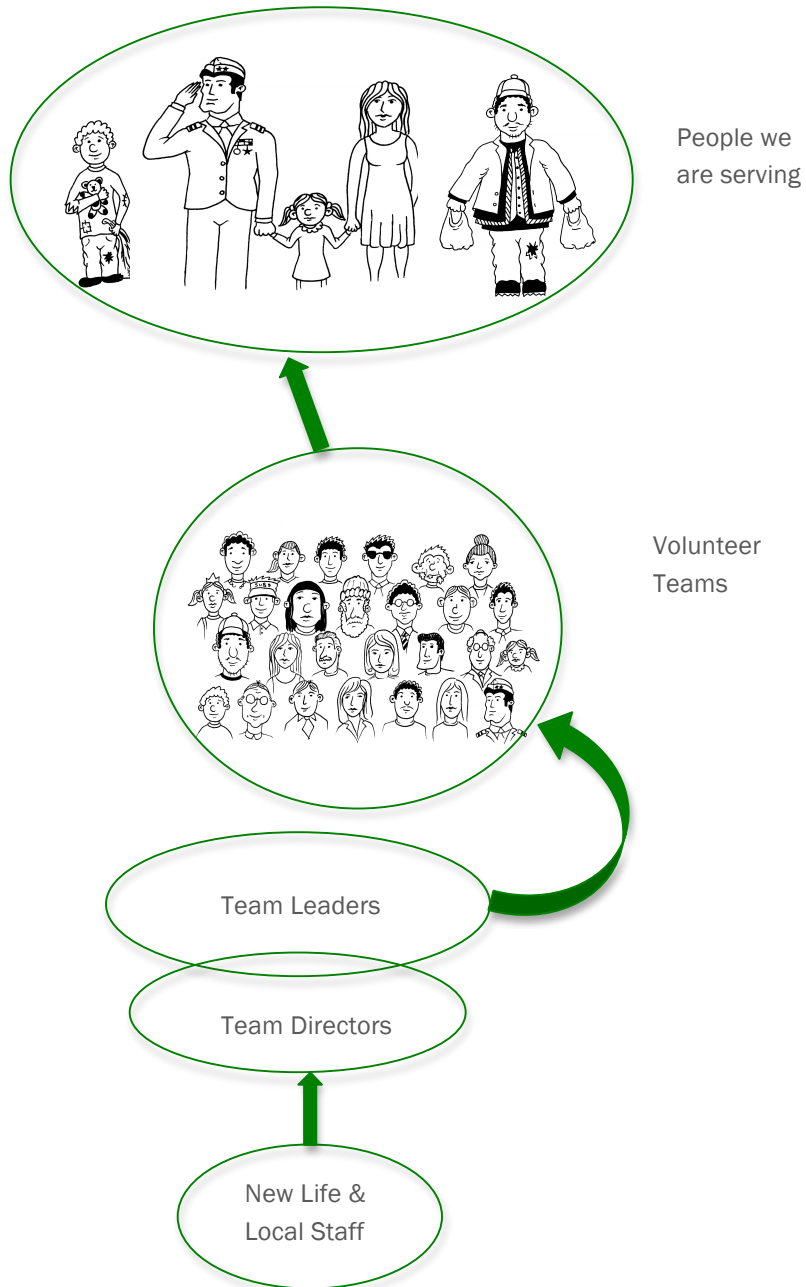 People we
are serving
Volunteer
Teams
Team Leaders
Team Directors
New Life &
Local Staff